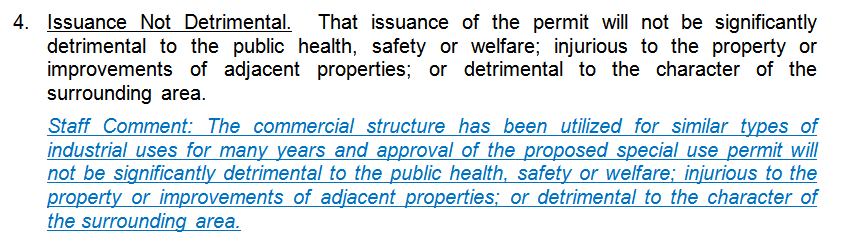 4. Issuance Not Detrimental. That issuance of the permit will not be significantly
detrimental to the public health, safety or welfare; injurious to the property or
improvements of adjacent properties; or detrimental to the character of the
surrounding area.
Staff Comment: The commercial structure has been utilized for similar types of
industrial uses for many years and approval of the proposed special use permit will
not be significantly detrimental to the public health, safety or welfare; injurious to the
property or improvements of adjacent properties; or detrimental to the character of
the surrounding area.